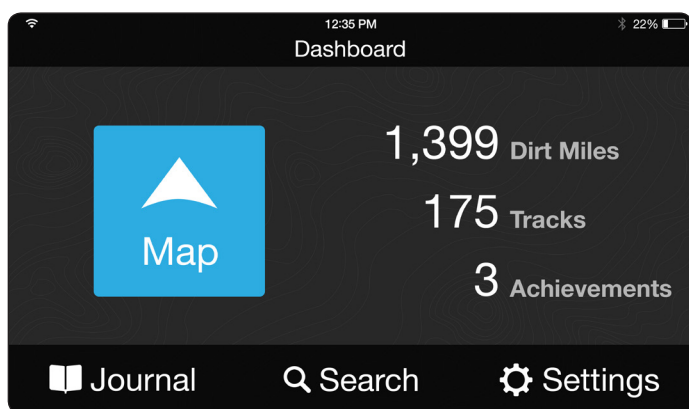 12:35 PM
22%
Dashboard
Map
1,399 Dirt Miles
175 Tracks
3 Achievements
Journal
Search
Settings